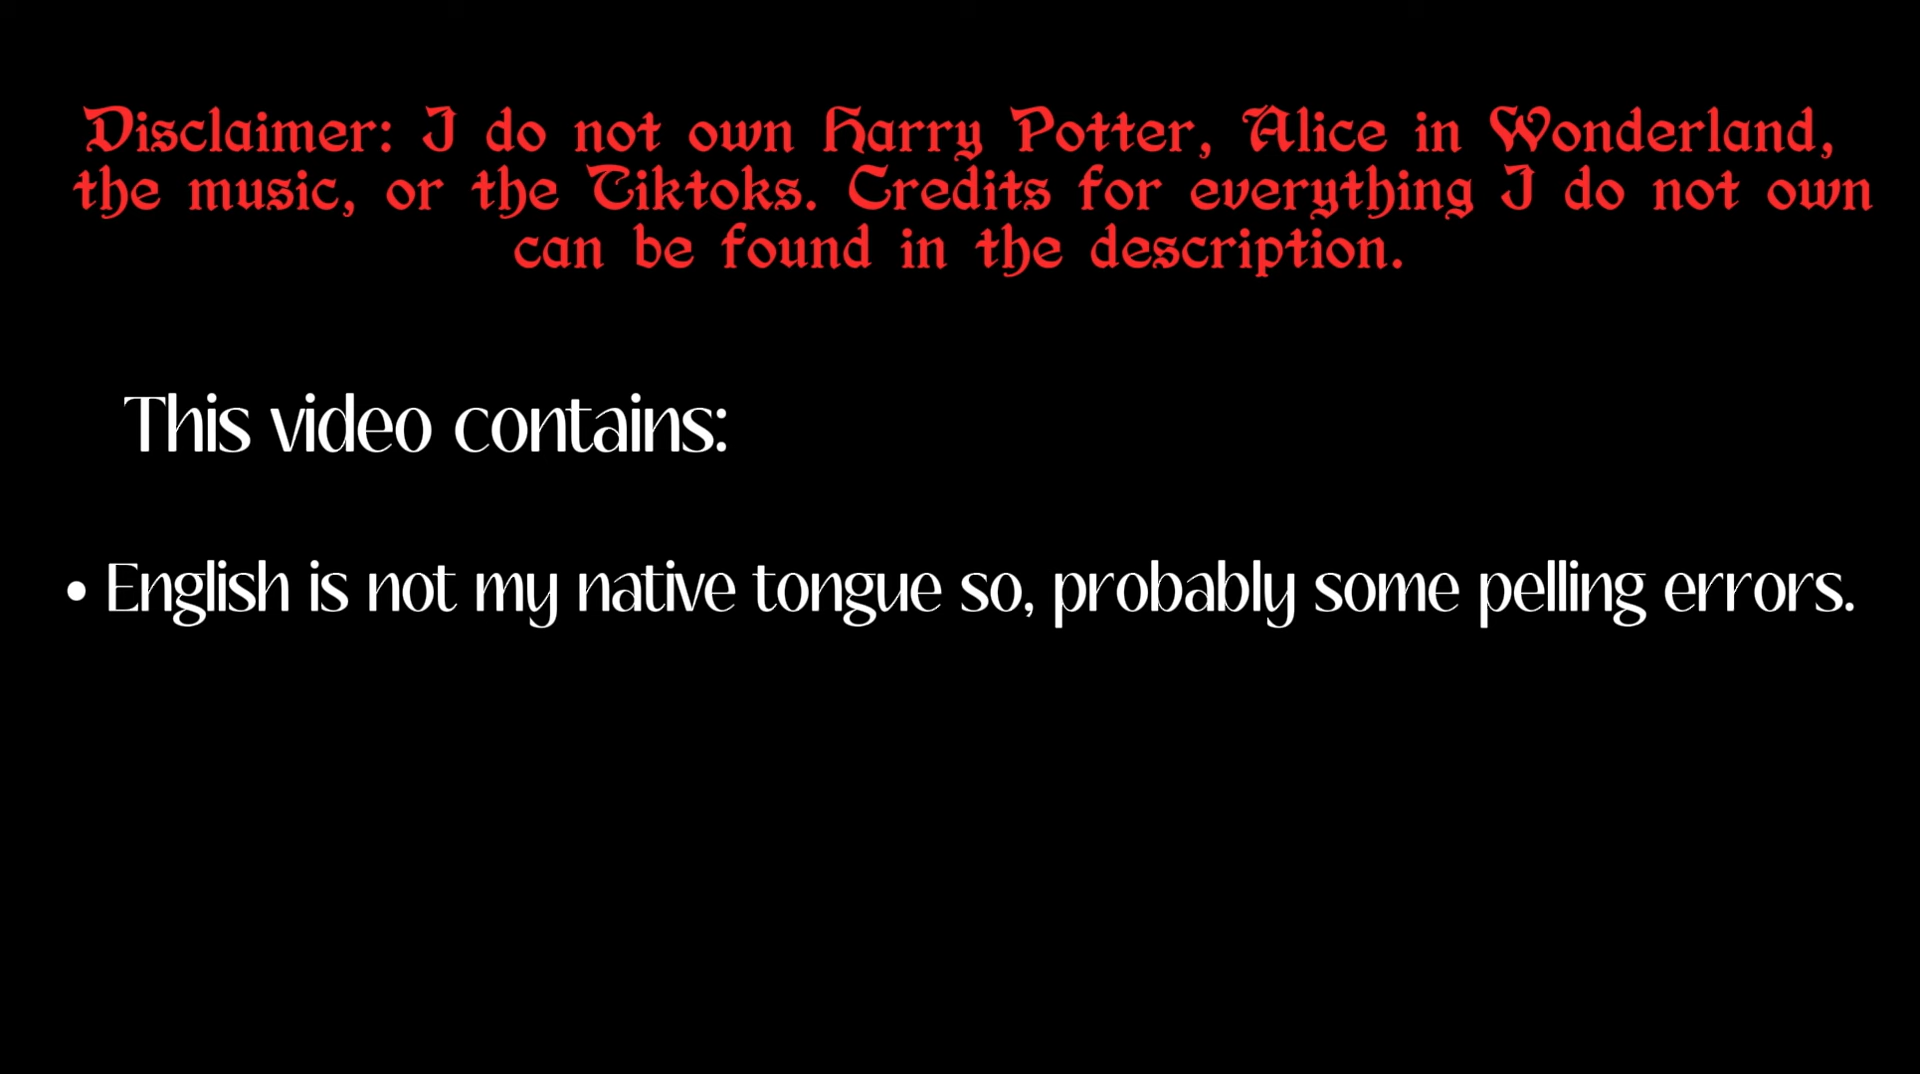 Disclaimer: I do not own Harry Potter, Alice in Wonderland,
the music, or the Tiktoks. Credits for everything I do not own
can be found in the description.
This video contains:
• English is not my native tongue so, probably some pelling errors.